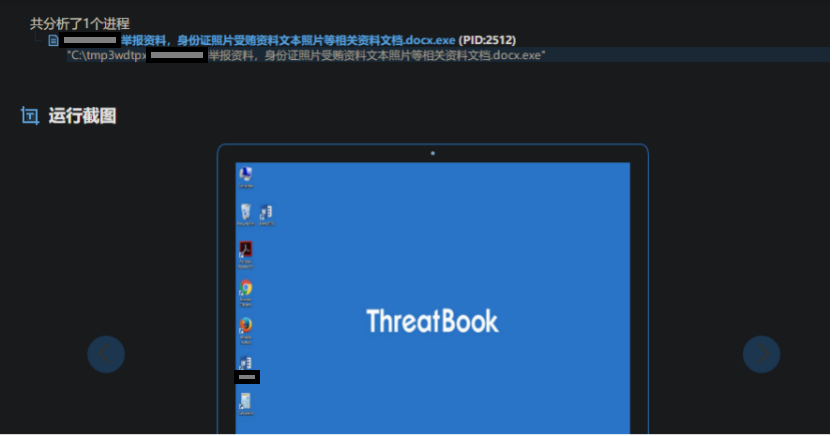 共分析了1个进程
举报资料，身份证照片受贿资料文本照片等相关资料文档.docx.exe (PID:2512)
"C:\tmp3wdtpx 举报资料，身份证照片受贿资料文本照片等相关资料文档.docx.exe"
运行截图
ThreatBook